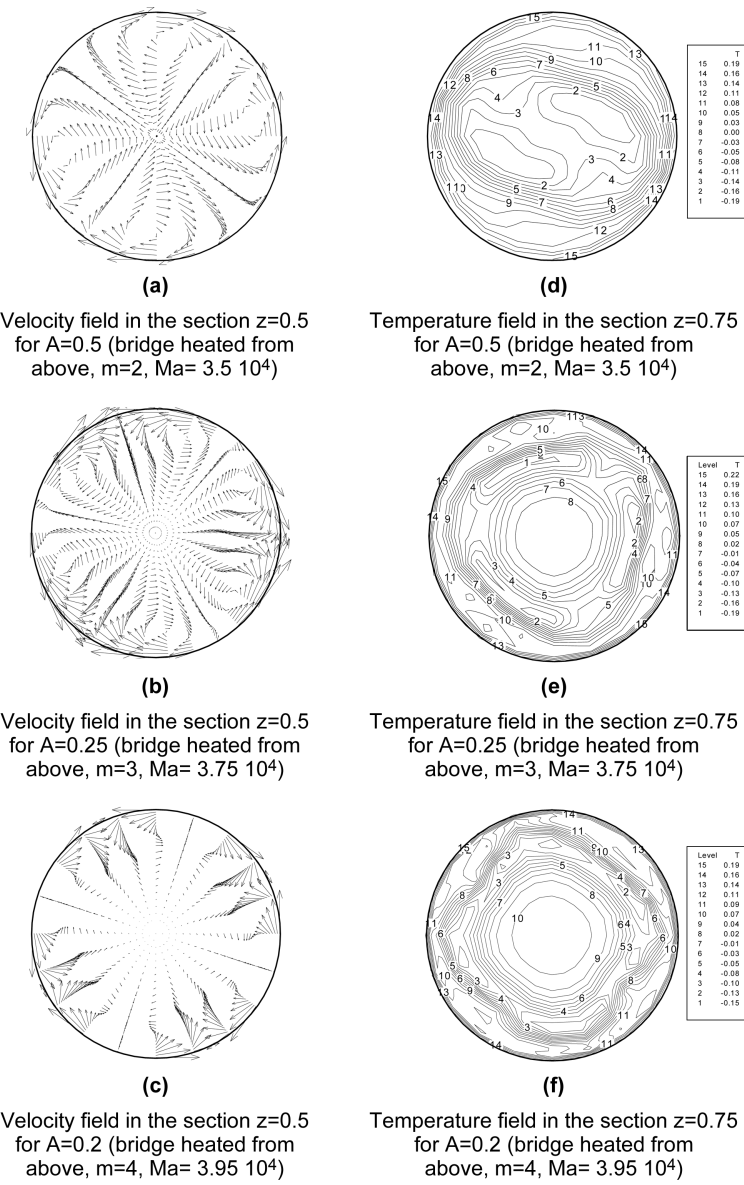 (a)
Velocity field in the section z=0.5
for A=0.5 (bridge heated from
above, m=2, Ma= 3.5 10⁴)
T
15 0.19
14 0.16
13 0.14
12 0.11
11 0.08
10 0.05
9 0.03
8 0.00
7 -0.03
6 -0.05
5 -0.08
4 -0.11
3 -0.14
2 -0.16
1 -0.19
(d)
Temperature field in the section z=0.75
for A=0.5 (bridge heated from
above, m=2, Ma= 3.5 10⁴)
(b)
Velocity field in the section z=0.5
for A=0.25 (bridge heated from
above, m=3, Ma= 3.75 10⁴)
Level T
15 0.22
14 0.19
13 0.16
12 0.13
11 0.10
10 0.07
9 0.05
8 0.02
7 -0.01
6 -0.04
5 -0.07
4 -0.10
3 -0.13
2 -0.16
1 -0.19
(e)
Temperature field in the section z=0.75
for A=0.25 (bridge heated from
above, m=3, Ma= 3.75 10⁴)
(c)
Velocity field in the section z=0.5
for A=0.2 (bridge heated from
above, m=4, Ma= 3.95 10⁴)
Level T
15 0.19
14 0.16
13 0.14
12 0.11
11 0.09
10 0.07
9 0.04
8 0.02
7 -0.01
6 -0.03
5 -0.05
4 -0.08
3 -0.10
2 -0.13
1 -0.15
(f)
Temperature field in the section z=0.75
for A=0.2 (bridge heated from
above, m=4, Ma= 3.95 10⁴)